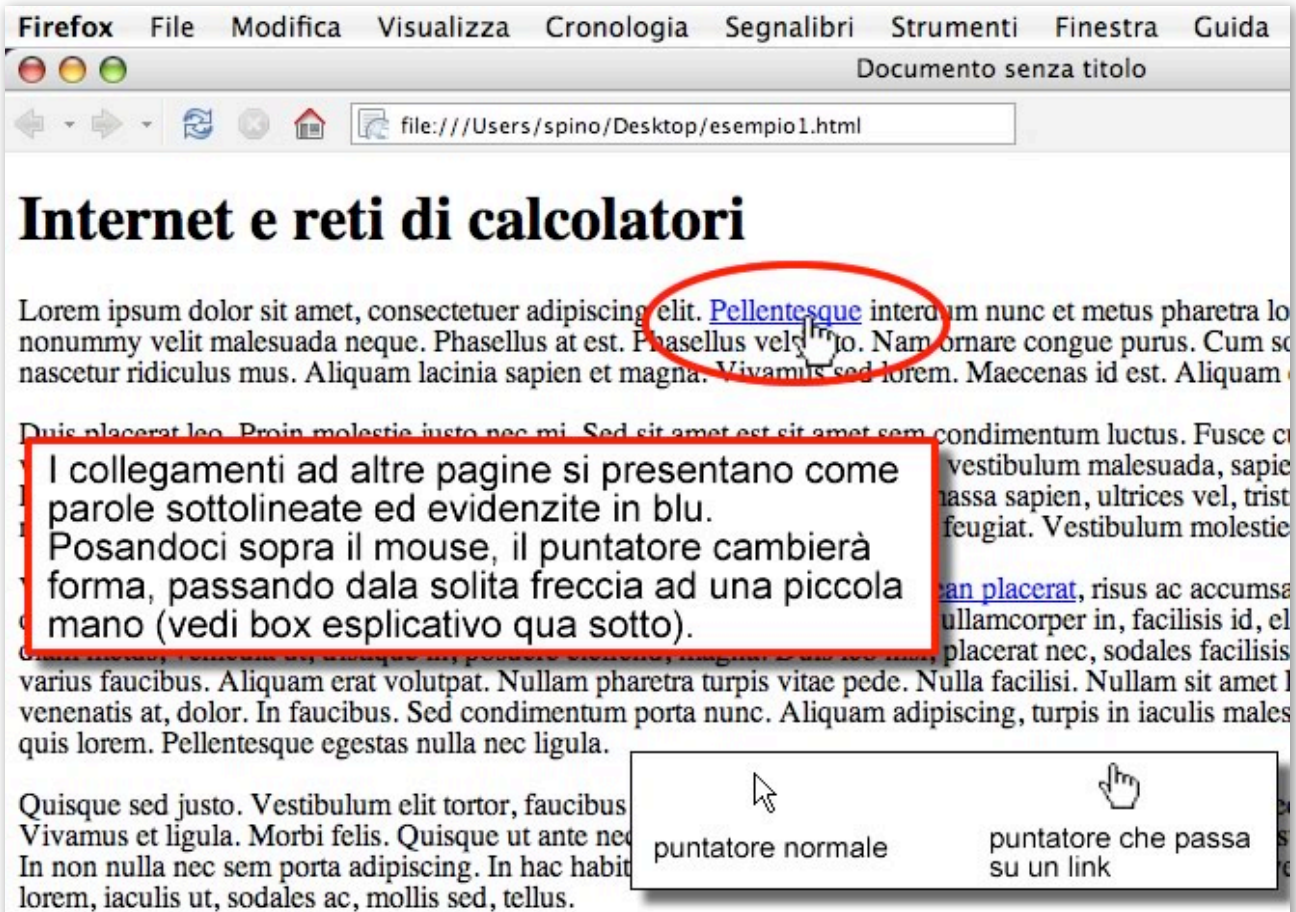 Firefox File Modifica Visualizza Cronologia Segnalibri Strumenti Finestra Guida
Documento senza titolo
file:///Users/spino/Desktop/esempio1.html
Internet e reti di calcolatori
Lorem ipsum dolor sit amet, consectetuer adipiscing elit. Pellentesque interdum nunc et metus pharetra lo
nonummy velit malesuada neque. Phasellus at est. Phasellus vel to. Nam ornare congue purus. Cum so
nascetur ridiculus mus. Aliquam lacinia sapien et magna. Vivamus sed lorem. Maecenas id est. Aliquam
Duis placerat leo. Proin molestie justo nec mi. Sed sit amet est sit amet sem condimentum luctus. Fusce
vestibulum malesuada, sapie
massa sapien, ultrices vel, trist
feugiat. Vestibulum molestie
I collegamenti ad altre pagine si presentano come
parole sottolineate ed evidenzite in blu.
Posandoci sopra il mouse, il puntatore cambierà
forma, passando dala solita freccia ad una piccola
mano (vedi box esplicativo qua sotto).
an placerat, risus ac accumsa
ullamcorper in, facilisis id, el
placerat nec, sodales facilisis
varius faucibus. Aliquam erat volutpat. Nullam pharetra turpis vitae pede. Nulla facilisi. Nullam sit amet
venenatis at, dolor. In faucibus. Sed condimentum porta nunc. Aliquam adipiscing, turpis in iaculis males
quis lorem. Pellentesque egestas nulla nec ligula.
Quisque sed justo. Vestibulum elit tortor, faucibus
Vivamus et ligula. Morbi felis. Quisque ut ante nec
In non nulla nec sem porta adipiscing. In hac habit
lorem, iaculis ut, sodales ac, mollis sed, tellus.
puntatore normale
puntatore che passa
su un link